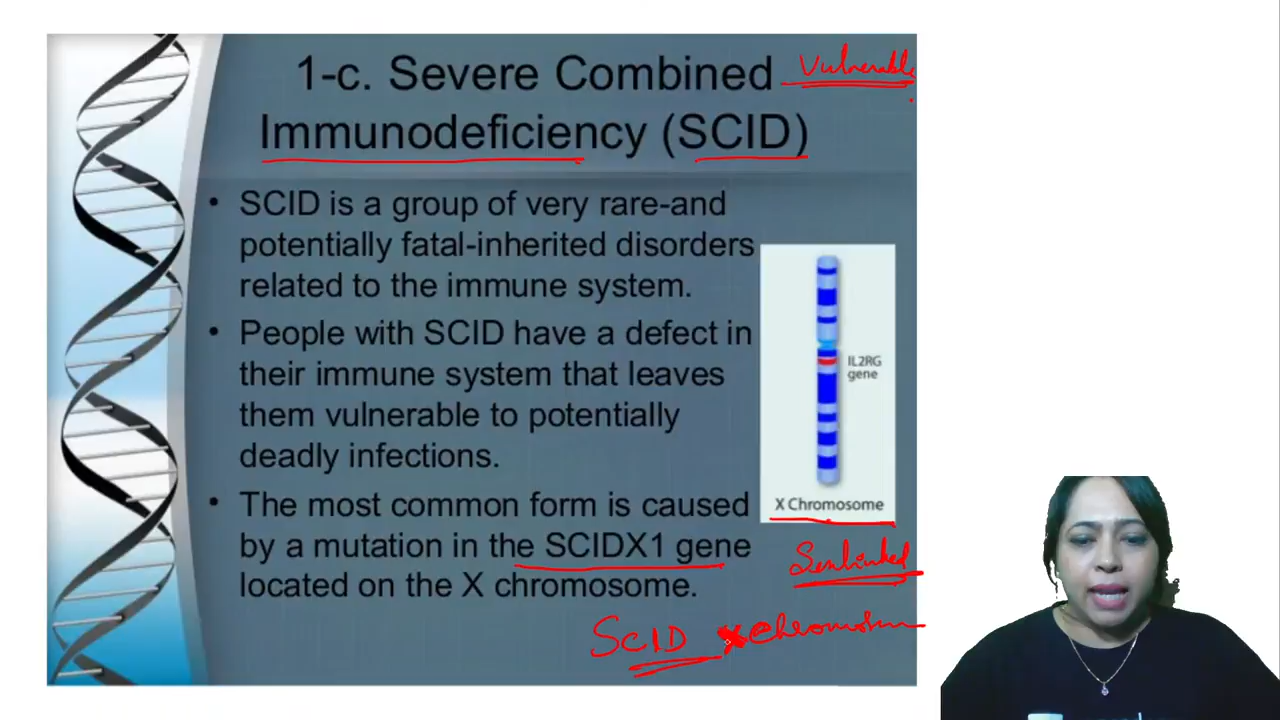 1-c. Severe Combined
Vulnerable
Immunodeficiency (SCID)
• SCID is a group of very rare-and
potentially fatal-inherited disorders
related to the immune system.
• People with SCID have a defect in
their immune system that leaves
them vulnerable to potentially
deadly infections.
• The most common form is caused
by a mutation in the SCIDX1 gene
located on the X chromosome.
IL2RG
gene
X Chromosome
Sexlinked
SCID X Chromosom